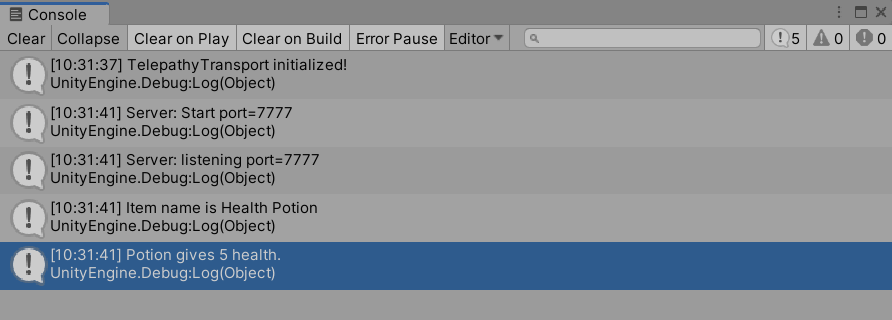 Console
Clear Collapse Clear on Play Clear on Build Error Pause Editor 5 0 0
[10:31:37] TelepathyTransport initialized!
UnityEngine.Debug:Log(Object)
[10:31:41] Server: Start port=7777
UnityEngine.Debug:Log(Object)
[10:31:41] Server: listening port=7777
UnityEngine.Debug:Log(Object)
[10:31:41] Item name is Health Potion
UnityEngine.Debug:Log(Object)
[10:31:41] Potion gives 5 health.
UnityEngine.Debug:Log(Object)